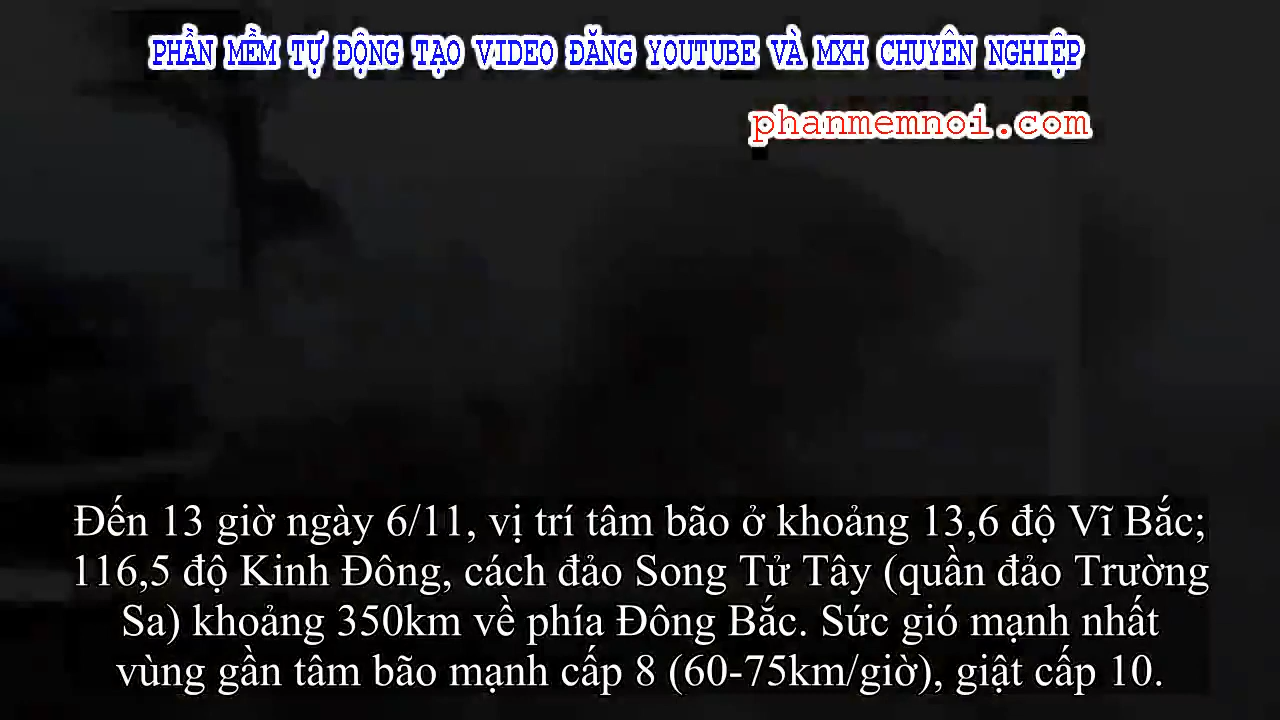 PHẦN MỀM TỰ ĐỘNG TẠO VIDEO ĐĂNG YOUTUBE VÀ MXH CHUYÊN NGHIỆP
phanmemnoi.com
Đến 13 giờ ngày 6/11, vị trí tâm bão ở khoảng 13,6 độ Vĩ Bắc;
116,5 độ Kinh Đông, cách đảo Song Tử Tây (quần đảo Trường
Sa) khoảng 350km về phía Đông Bắc. Sức gió mạnh nhất
vùng gần tâm bão mạnh cấp 8 (60-75km/giờ), giật cấp 10.